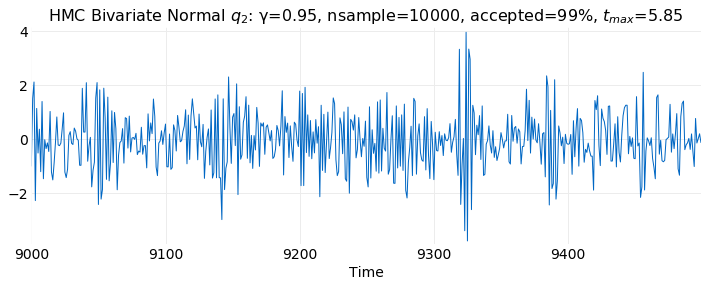 HMC Bivariate Normal q₂: γ=0.95, nsample=10000, accepted=99%, tₘₐₓ=5.85
4
2
0
−2
9000 9100 9200 9300 9400
Time